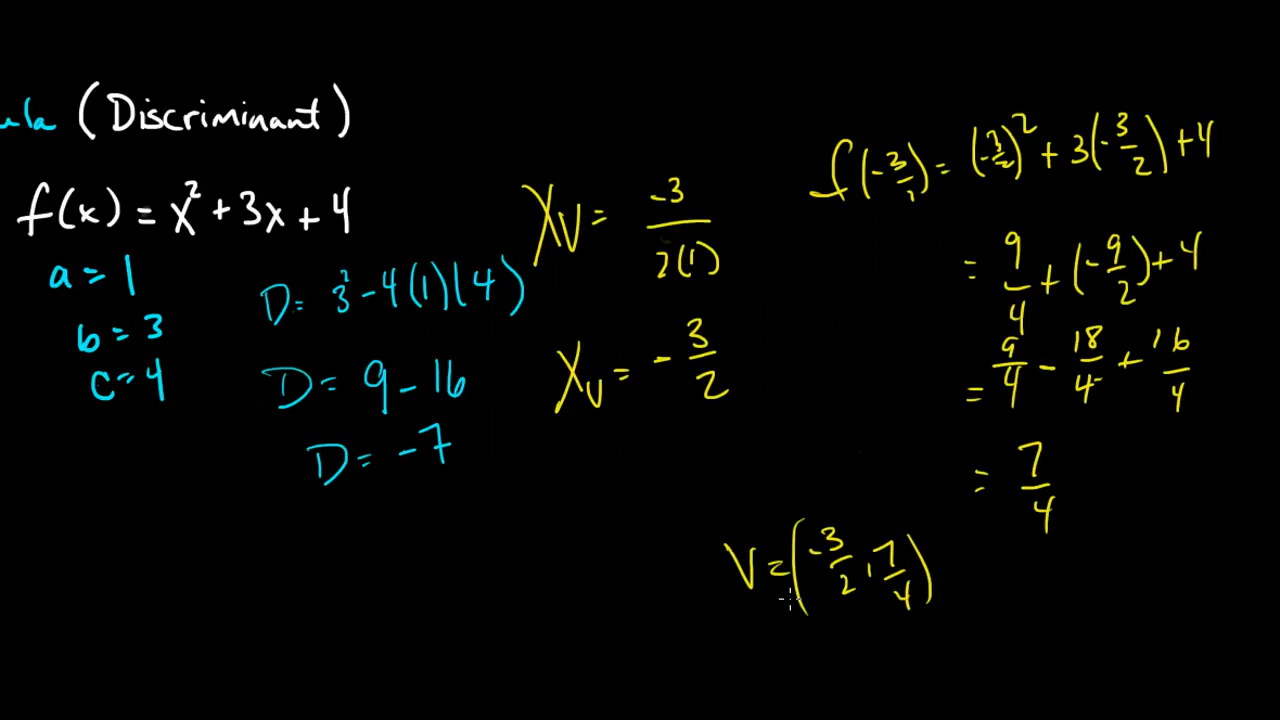 ula (Discriminant)
f(x) = x² + 3x + 4
a = 1
b = 3
c = 4
D = 3² - 4(1)(4)
D = 9 - 16
D = -7
Xv = -3/2(1)
Xv = -3/2
f(-3/2) = (-3/2)² + 3(-3/2) + 4
= 9/4 + (-9/2) + 4
= 9/4 - 18/4 + 16/4
= 7/4
V = (-3/2, 7/4)